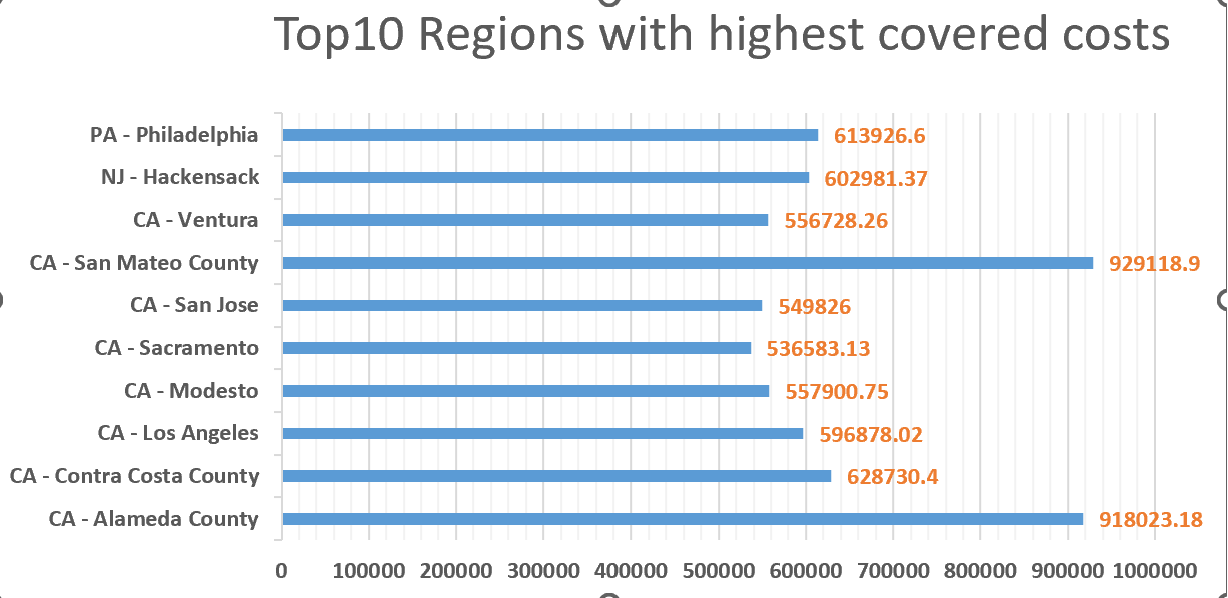 Top10 Regions with highest covered costs
PA - Philadelphia 613926.6
NJ - Hackensack 602981.37
CA - Ventura 556728.26
CA - San Mateo County 929118.9
CA - San Jose 549826
CA - Sacramento 536583.13
CA - Modesto 557900.75
CA - Los Angeles 596878.02
CA - Contra Costa County 628730.4
CA - Alameda County 918023.18
0 100000 200000 300000 400000 500000 600000 700000 800000 900000 1000000